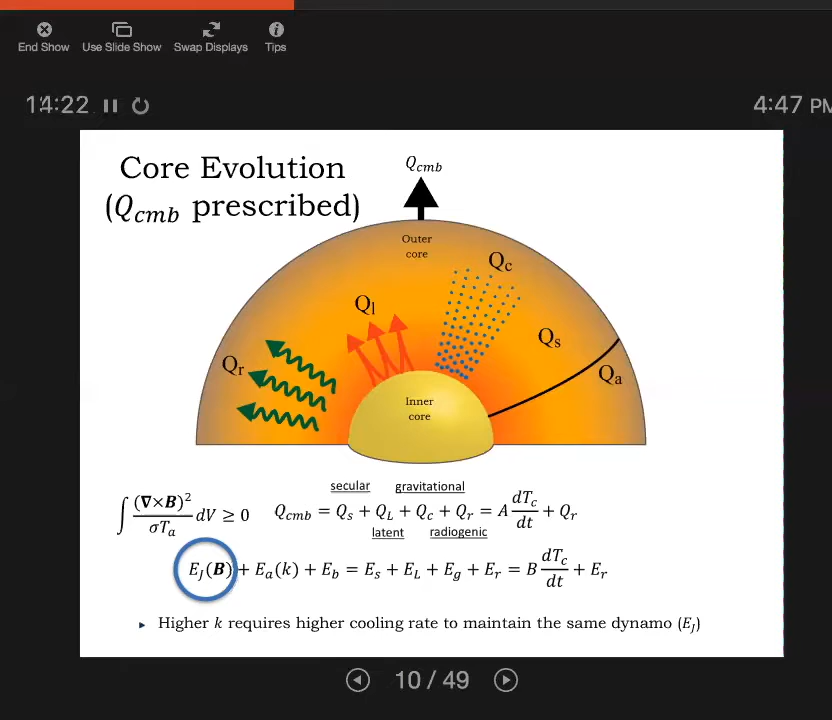 End Show Use Slide Show Swap Displays Tips
14:22 4:47 PM
Core Evolution
(Q_cmb prescribed)
Q_cmb
Outer
core
Q_c
Q_l
Q_s
Q_r
Q_a
Inner
core
secular gravitational
∫ (∇×B)² / σT_a dV ≥ 0 Q_cmb = Q_s + Q_L + Q_c + Q_r = A dT_c/dt + Q_r
latent radiogenic
E_J(B) + E_a(k) + E_b = E_s + E_L + E_g + E_r = B dT_c/dt + E_r
▸ Higher k requires higher cooling rate to maintain the same dynamo (E_J)
10 / 49